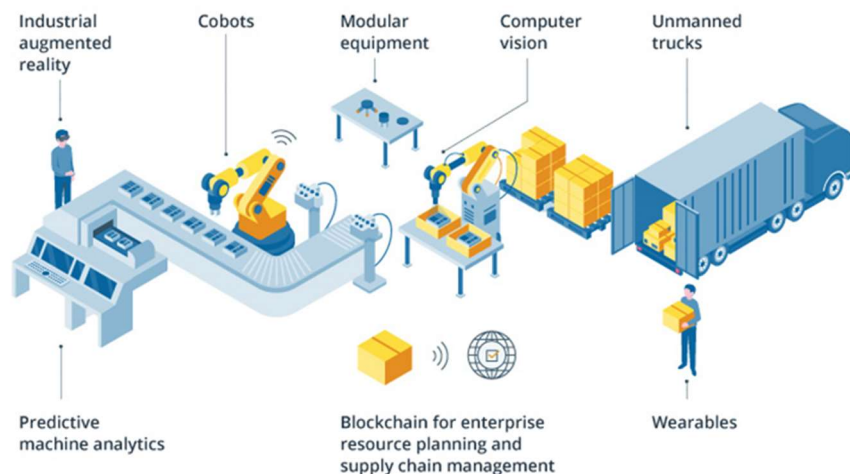 Industrial
augmented
reality
Cobots
Modular
equipment
Computer
vision
Unmanned
trucks
Predictive
machine analytics
Blockchain for enterprise
resource planning and
supply chain management
Wearables